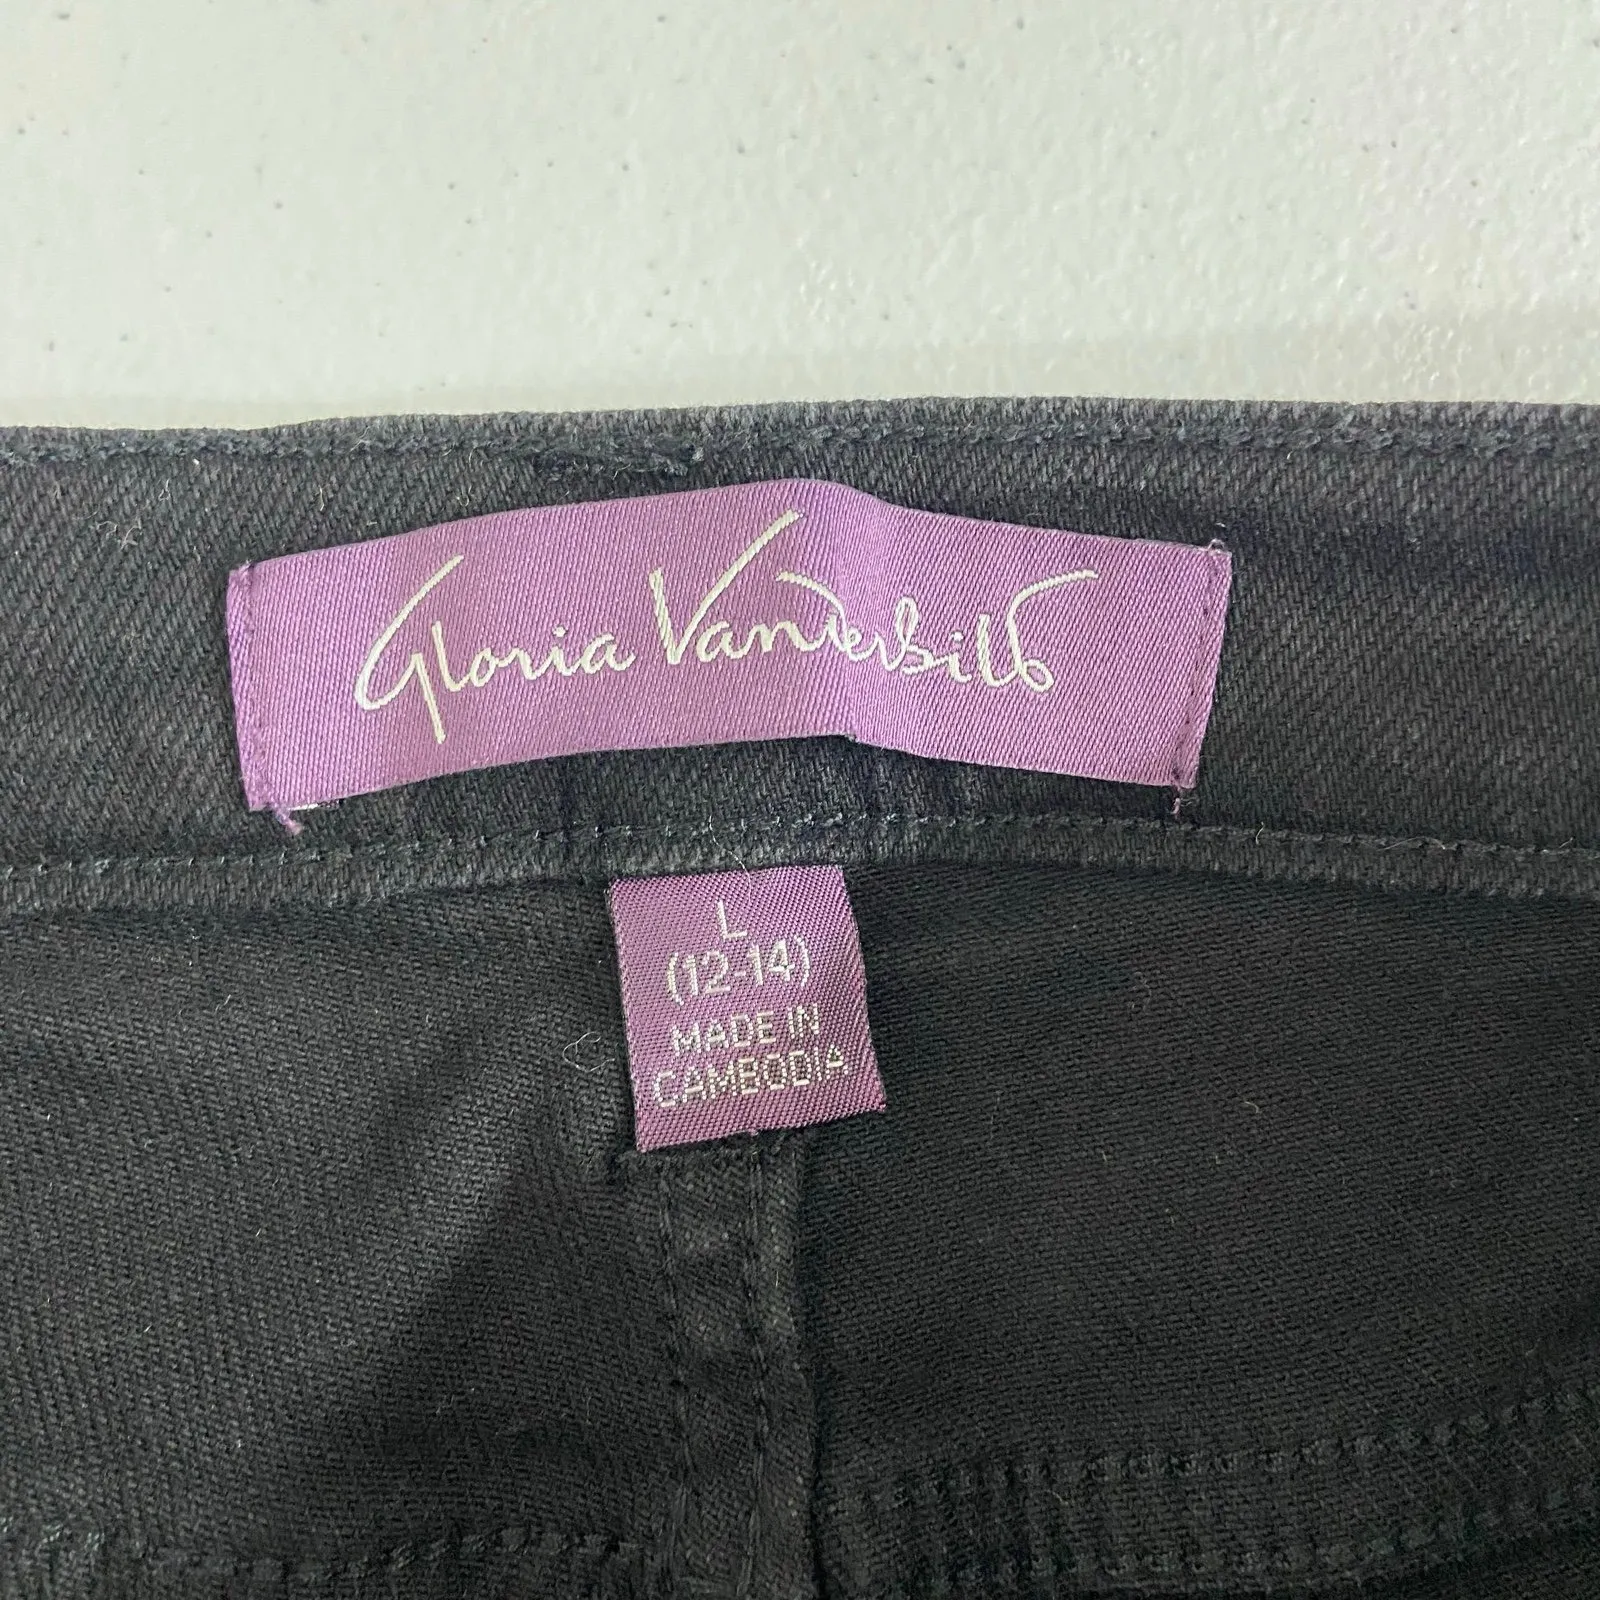 Gloria Vanderbilt
L
(12-14)
MADE IN
CAMBODIA